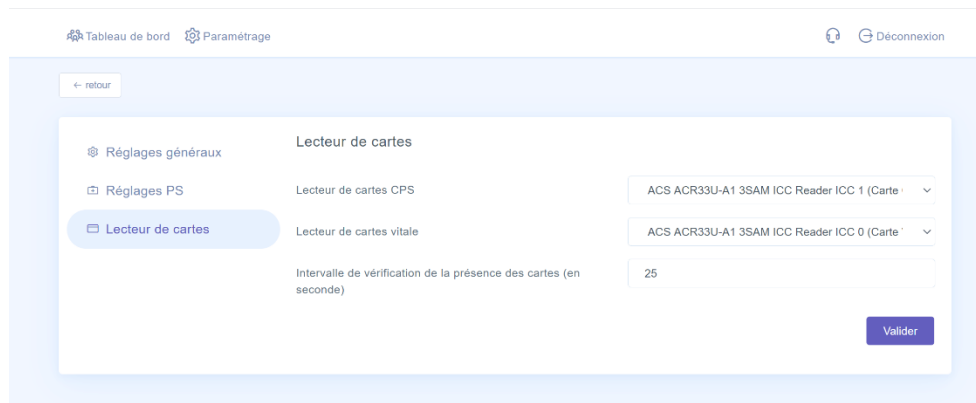 Tableau de bord Paramétrage Déconnexion
← retour
Réglages généraux
Réglages PS
Lecteur de cartes
Lecteur de cartes
Lecteur de cartes CPS ACS ACR33U-A1 3SAM ICC Reader ICC 1 (Carte
Lecteur de cartes vitale ACS ACR33U-A1 3SAM ICC Reader ICC 0 (Carte
Intervalle de vérification de la présence des cartes (en 25
seconde)
Valider